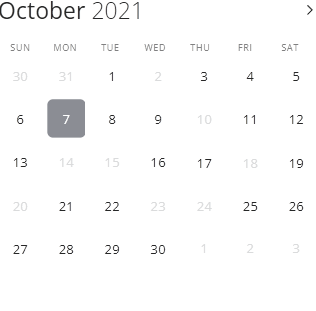 October 2021
SUN MON TUE WED THU FRI SAT
30 31 1 2 3 4 5
6 7 8 9 10 11 12
13 14 15 16 17 18 19
20 21 22 23 24 25 26
27 28 29 30 1 2 3